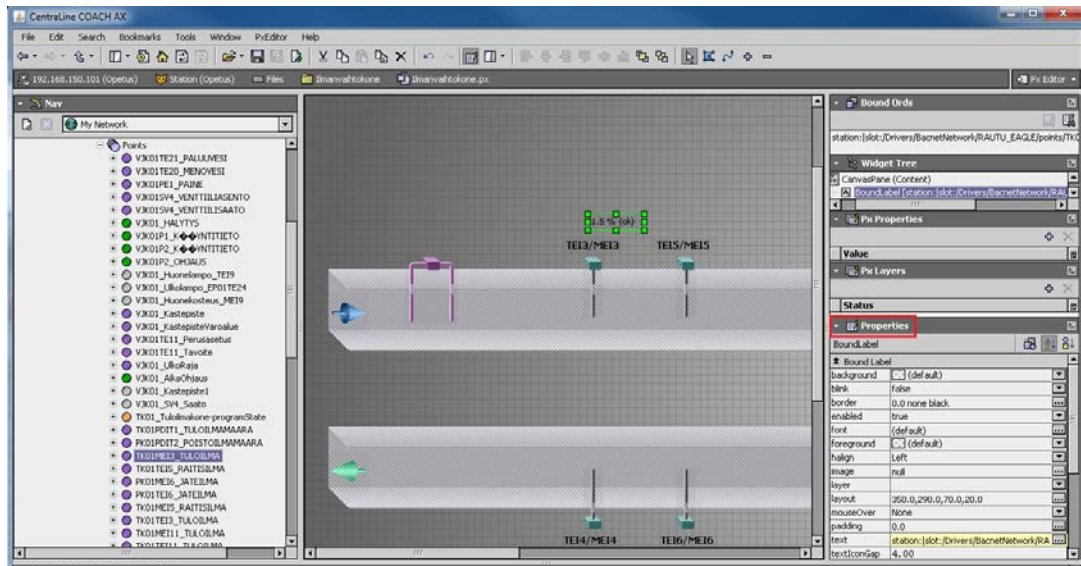 CentraLine COACH AX
File Edit Search Bookmarks Tools Window PxEditor Help
192.168.150.101 (Opetus) Station (Opetus) Files Ilmanvaihtokone Ilmanvaihtokone.px Px Editor
Nav
My Network
Points
VJK01TE21_PALUUVESI
VJK01TE20_MENOVESI
VJK01PE1_PAINE
VJK01SV4_VENTTIILIASENTO
VJK01SV4_VENTTIILISAATO
VJK01_HALYTYS
VJK01P1_K��YNTITIETO
VJK01P2_K��YNTITIETO
VJK01P2_OHJAUS
VJK01_Huonelampo_TEI9
VJK01_Ulkolampo_EP01TE24
VJK01_Huonekosteus_MEI9
VJK01_Kastepiste
VJK01_KastepisteVaroalue
VJK01TE11_Perusasetus
VJK01TE11_Tavoite
VJK01_UlkoRaja
VJK01_AikaOhjaus
VJK01_Kastepiste1
VJK01_SV4_Saato
TK01_Tuloilmakone-programState
TK01PDIT1_TULOILMAMAARA
PK01PDIT2_POISTOILMAMAARA
TK01MEI3_TULOILMA
TK01TEI5_RAITISILMA
PK01MEI6_JATEILMA
PK01TEI6_JATEILMA
TK01MEI5_RAITISILMA
TK01TEI3_TULOILMA
TK01MEI11_TULOILMA
TK01TEI11_TULOILMA
1.5 % {ok}
TEI3/MEI3 TEI5/MEI5
TEI4/MEI4 TEI6/MEI6
Bound Ords
station:|slot:/Drivers/BacnetNetwork/RAUTU_EAGLE/points/TK0
Widget Tree
CanvasPane (Content)
BoundLabel [station:|slot:/Drivers/BacnetNetwork/RAU
Px Properties
Value
Px Layers
Status
Properties
BoundLabel
Bound Label
background (default)
blink false
border 0.0 none black
enabled true
font (default)
foreground (default)
halign Left
image null
layer
layout 350.0,290.0,70.0,20.0
mouseOver None
padding 0.0
text station:|slot:/Drivers/BacnetNetwork/RA
textIconGap 4.00